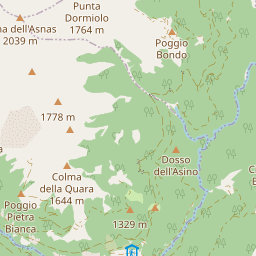 Punta
Dormiolo
1764 m
a dell'Asnas
2039 m
Poggio
Bondo
1778 m
Dosso
dell'Asino
Colma
della Quara
1644 m
Poggio
Pietra
Bianca
1329 m